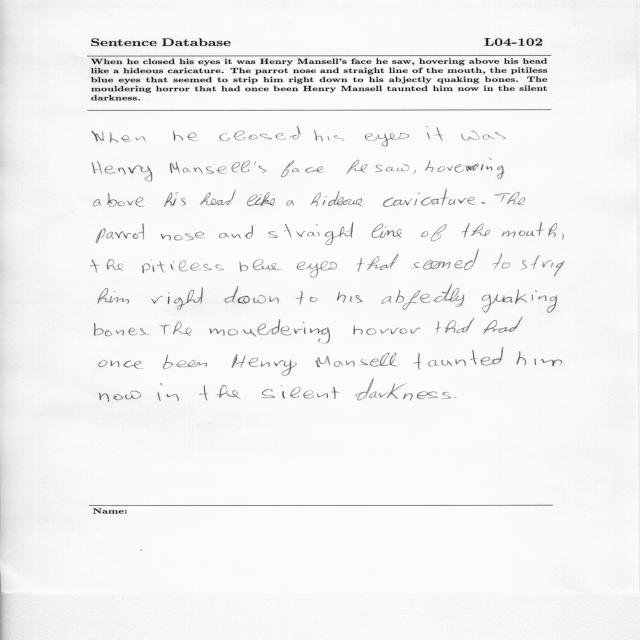 Sentence Database L04-102
When he closed his eyes it was Henry Mansell's face he saw, hovering above his head
like a hideous caricature. The parrot nose and straight line of the mouth, the pitiless
blue eyes that seemed to strip him right down to his abjectly quaking bones. The
mouldering horror that had once been Henry Mansell taunted him now in the silent
darkness.
When he closed his eyes it was
Henry Mansell's face he saw, hovering
above his head like a hideous caricature. The
parrot nose and straight line of the mouth,
the pitiless blue eyes that seemed to strip
him right down to his abjectly quaking
bones. The mouldering horror that had
once been Henry Mansell taunted him
now in the silent darkness.
Name: